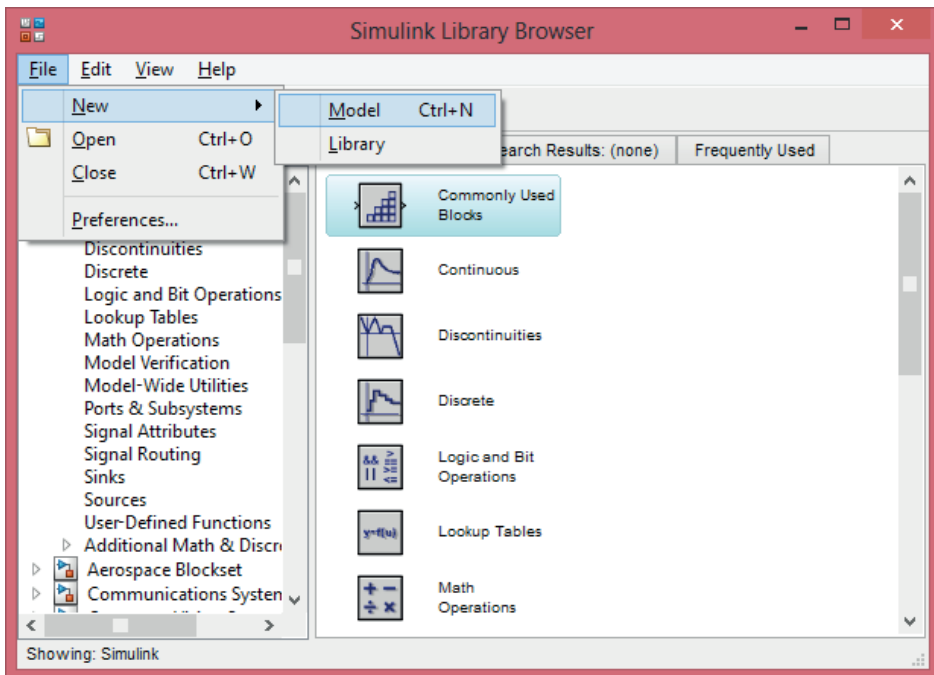 Simulink Library Browser
File Edit View Help
New
Open Ctrl+O
Close Ctrl+W
Preferences...
Model Ctrl+N
Library
Results: (none)
Frequently Used
Discontinuities
Discrete
Logic and Bit Operations
Lookup Tables
Math Operations
Model Verification
Model-Wide Utilities
Ports & Subsystems
Signal Attributes
Signal Routing
Sinks
Sources
User-Defined Functions
Additional Math &
Aerospace Blockset
Communications
Commonly Used
Blocks
Continuous
Discontinuities
Discrete
&& > >=
|| >= <=
Logic and Bit
Operations
y=f(u)
Lookup Tables
+ −
÷ ×
Math
Operations
Showing: Simulink